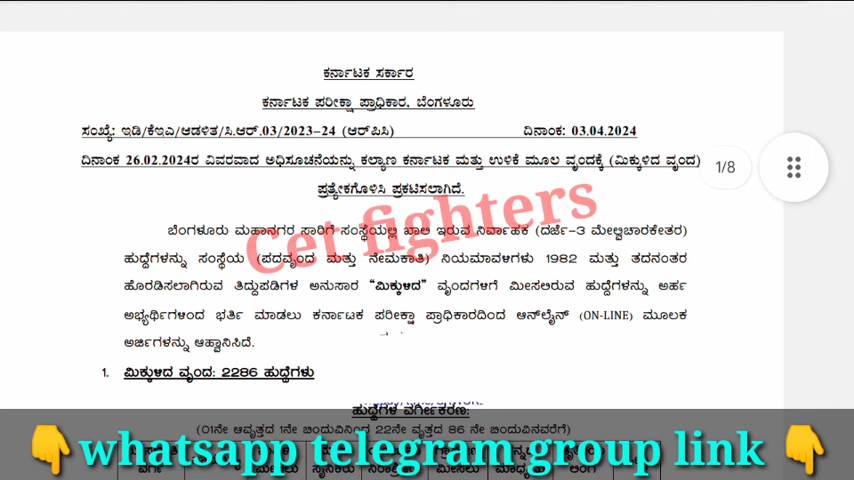 ಕರ್ನಾಟಕ ಸರ್ಕಾರ
ಕರ್ನಾಟಕ ಪರೀಕ್ಷಾ ಪ್ರಾಧಿಕಾರ, ಬೆಂಗಳೂರು
ಸಂಖ್ಯೆ: ಇಡಿ/ಕೆಇಎ/ಆಡಳಿತ/ಸಿ.ಆರ್.03/2023-24 (ಆರ್‌ಪಿಸಿ) ದಿನಾಂಕ: 03.04.2024
ದಿನಾಂಕ 26.02.2024ರ ವಿವರವಾದ ಅಧಿಸೂಚನೆಯನ್ನು ಕಲ್ಯಾಣ ಕರ್ನಾಟಕ ಮತ್ತು ಉಳಿಕೆ ಮೂಲ ವೃಂದಕ್ಕೆ (ಮಿಕ್ಕುಳಿದ ವೃಂದ)
1/8
ಪ್ರತ್ಯೇಕಗೊಳಿಸಿ ಪ್ರಕಟಿಸಲಾಗಿದೆ.
Cet fighters
ಬೆಂಗಳೂರು ಮಹಾನಗರ ಸಾರಿಗೆ ಸಂಸ್ಥೆಯಲ್ಲಿ ಖಾಲಿ ಇರುವ ನಿರ್ವಾಹಕ (ದರ್ಜೆ-3 ಮೇಲ್ವಿಚಾರಕೇತರ)
ಹುದ್ದೆಗಳನ್ನು ಸಂಸ್ಥೆಯ (ಪದವೃಂದ ಮತ್ತು ನೇಮಕಾತಿ) ನಿಯಮಾವಳಿಗಳು 1982 ಮತ್ತು ತದನಂತರ
ಹೊರಡಿಸಲಾಗಿರುವ ತಿದ್ದುಪಡಿಗಳ ಅನುಸಾರ "ಮಿಕ್ಕುಳಿದ" ವೃಂದಗಳಿಗೆ ಮೀಸಲಿರುವ ಹುದ್ದೆಗಳನ್ನು ಅರ್ಹ
ಅಭ್ಯರ್ಥಿಗಳಿಂದ ಭರ್ತಿ ಮಾಡಲು ಕರ್ನಾಟಕ ಪರೀಕ್ಷಾ ಪ್ರಾಧಿಕಾರದಿಂದ ಆನ್‌ಲೈನ್ (ON-LINE) ಮೂಲಕ
ಅರ್ಜಿಗಳನ್ನು ಆಹ್ವಾನಿಸಿದೆ.
1. ಮಿಕ್ಕುಳಿದ ವೃಂದ: 2286 ಹುದ್ದೆಗಳು
ಹುದ್ದೆಗಳ ವರ್ಗೀಕರಣ:
(01ನೇ ಆವೃತ್ತದ 1ನೇ ಬಿಂದುವಿನಿಂದ 22ನೇ ವೃತ್ತದ 86 ನೇ ಬಿಂದುವಿನವರೆಗೆ)
👇whatsapp telegram group link 👇
ವರ್ಗ ಸೈನಿಕರು ಮೀಸಲು